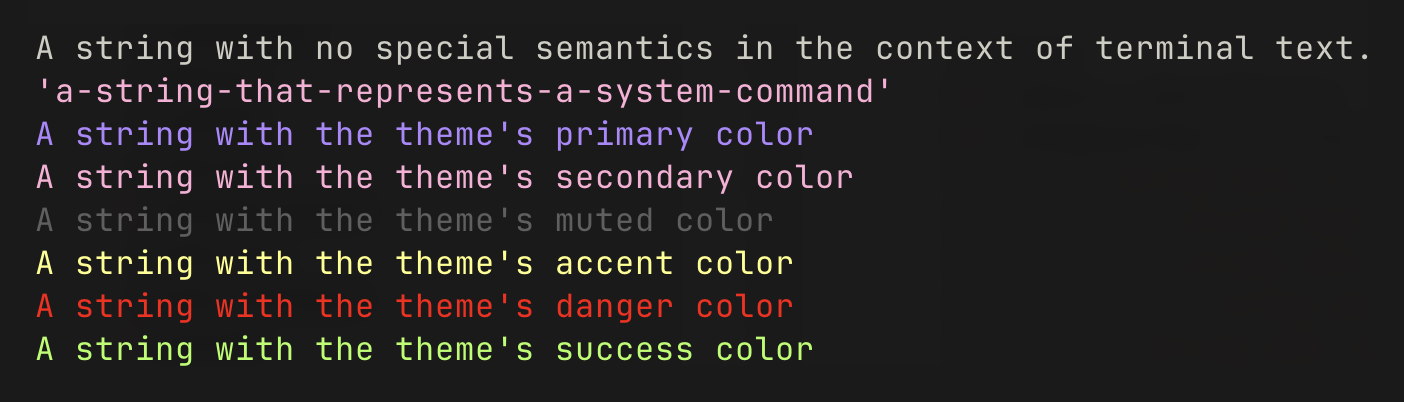 A string with no special semantics in the context of terminal text.
'a-string-that-represents-a-system-command'
A string with the theme's primary color
A string with the theme's secondary color
A string with the theme's muted color
A string with the theme's accent color
A string with the theme's danger color
A string with the theme's success color